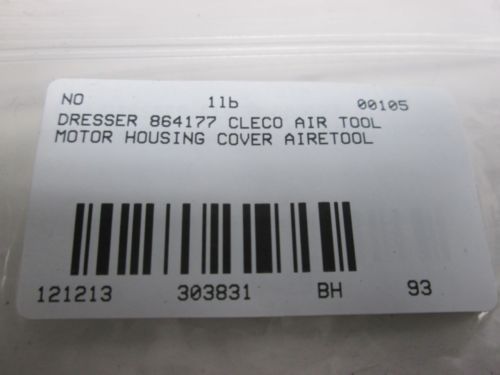 NO 1lb 00105
DRESSER 864177 CLECO AIR TOOL
MOTOR HOUSING COVER AIRETOOL
121213 303831 BH 93